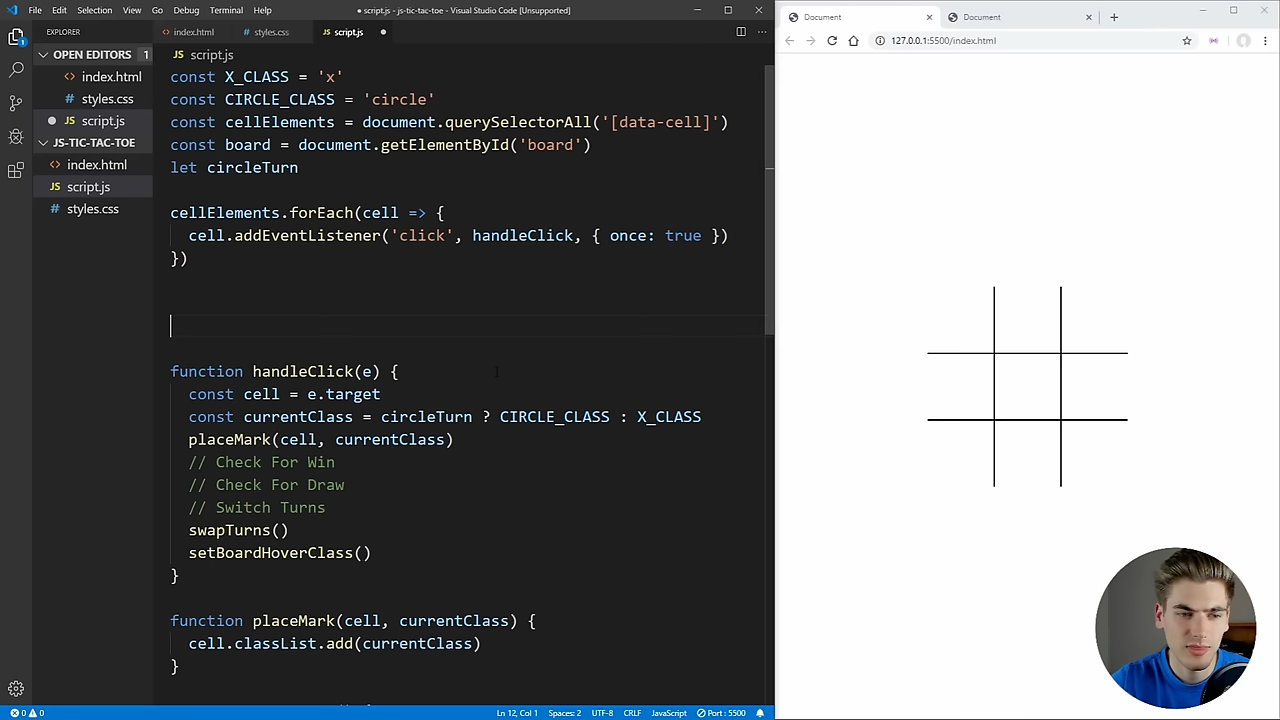 File Edit Selection View Go Debug Terminal Help
● script.js - js-tic-tac-toe - Visual Studio Code [Unsupported]
EXPLORER
OPEN EDITORS 1
index.html
styles.css
script.js
JS-TIC-TAC-TOE
index.html
script.js
styles.css
index.html styles.css script.js
script.js
const X_CLASS = 'x'
const CIRCLE_CLASS = 'circle'
const cellElements = document.querySelectorAll('[data-cell]')
const board = document.getElementById('board')
let circleTurn
cellElements.forEach(cell => {
cell.addEventListener('click', handleClick, { once: true })
})
function handleClick(e) {
const cell = e.target
const currentClass = circleTurn ? CIRCLE_CLASS : X_CLASS
placeMark(cell, currentClass)
// Check For Win
// Check For Draw
// Switch Turns
swapTurns()
setBoardHoverClass()
}
function placeMark(cell, currentClass) {
cell.classList.add(currentClass)
}
0 0
Ln 12, Col 1 Spaces: 2 UTF-8 CRLF JavaScript Port : 5500
Document Document
127.0.0.1:5500/index.html